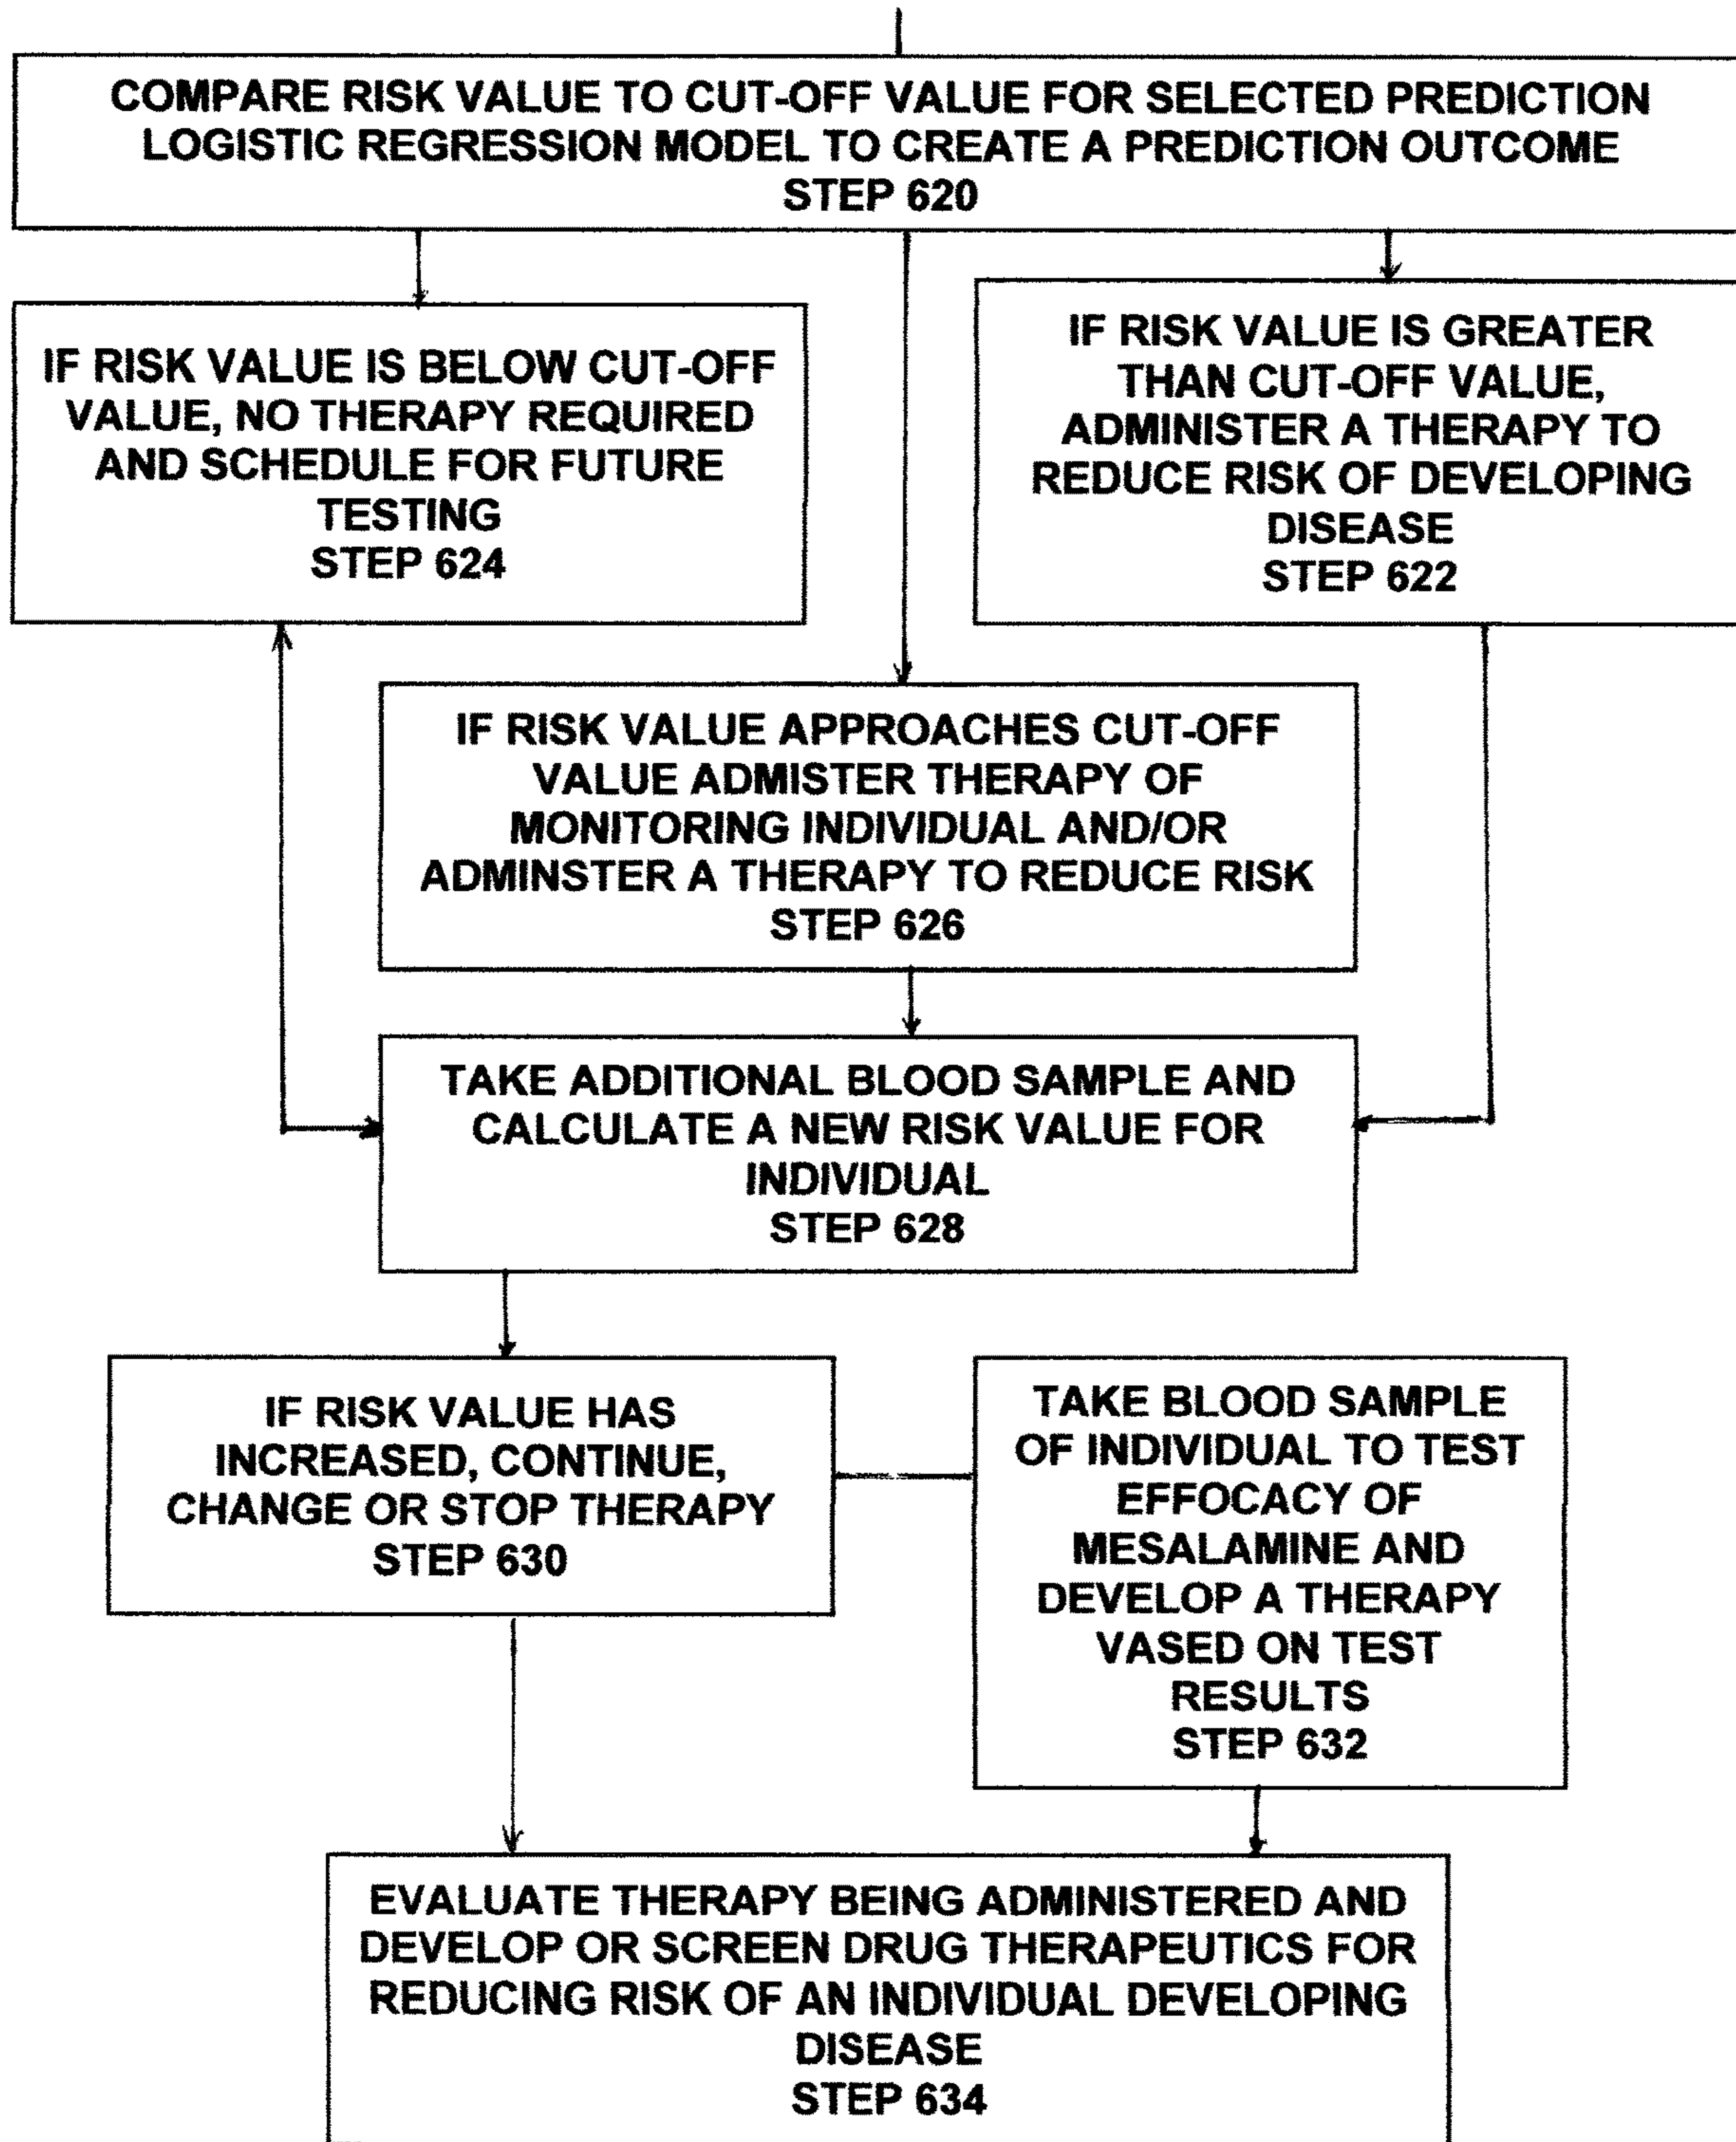 COMPARE RISK VALUE TO CUT-OFF VALUE FOR SELECTED PREDICTION
LOGISTIC REGRESSION MODEL TO CREATE A PREDICTION OUTCOME
STEP 620
IF RISK VALUE IS BELOW CUT-OFF
VALUE, NO THERAPY REQUIRED
AND SCHEDULE FOR FUTURE
TESTING
STEP 624
IF RISK VALUE IS GREATER
THAN CUT-OFF VALUE,
ADMINISTER A THERAPY TO
REDUCE RISK OF DEVELOPING
DISEASE
STEP 622
IF RISK VALUE APPROACHES CUT-OFF
VALUE ADMISTER THERAPY OF
MONITORING INDIVIDUAL AND/OR
ADMINSTER A THERAPY TO REDUCE RISK
STEP 626
TAKE ADDITIONAL BLOOD SAMPLE AND
CALCULATE A NEW RISK VALUE FOR
INDIVIDUAL
STEP 628
IF RISK VALUE HAS
INCREASED, CONTINUE,
CHANGE OR STOP THERAPY
STEP 630
TAKE BLOOD SAMPLE
OF INDIVIDUAL TO TEST
EFFOCACY OF
MESALAMINE AND
DEVELOP A THERAPY
VASED ON TEST
RESULTS
STEP 632
EVALUATE THERAPY BEING ADMINISTERED AND
DEVELOP OR SCREEN DRUG THERAPEUTICS FOR
REDUCING RISK OF AN INDIVIDUAL DEVELOPING
DISEASE
STEP 634